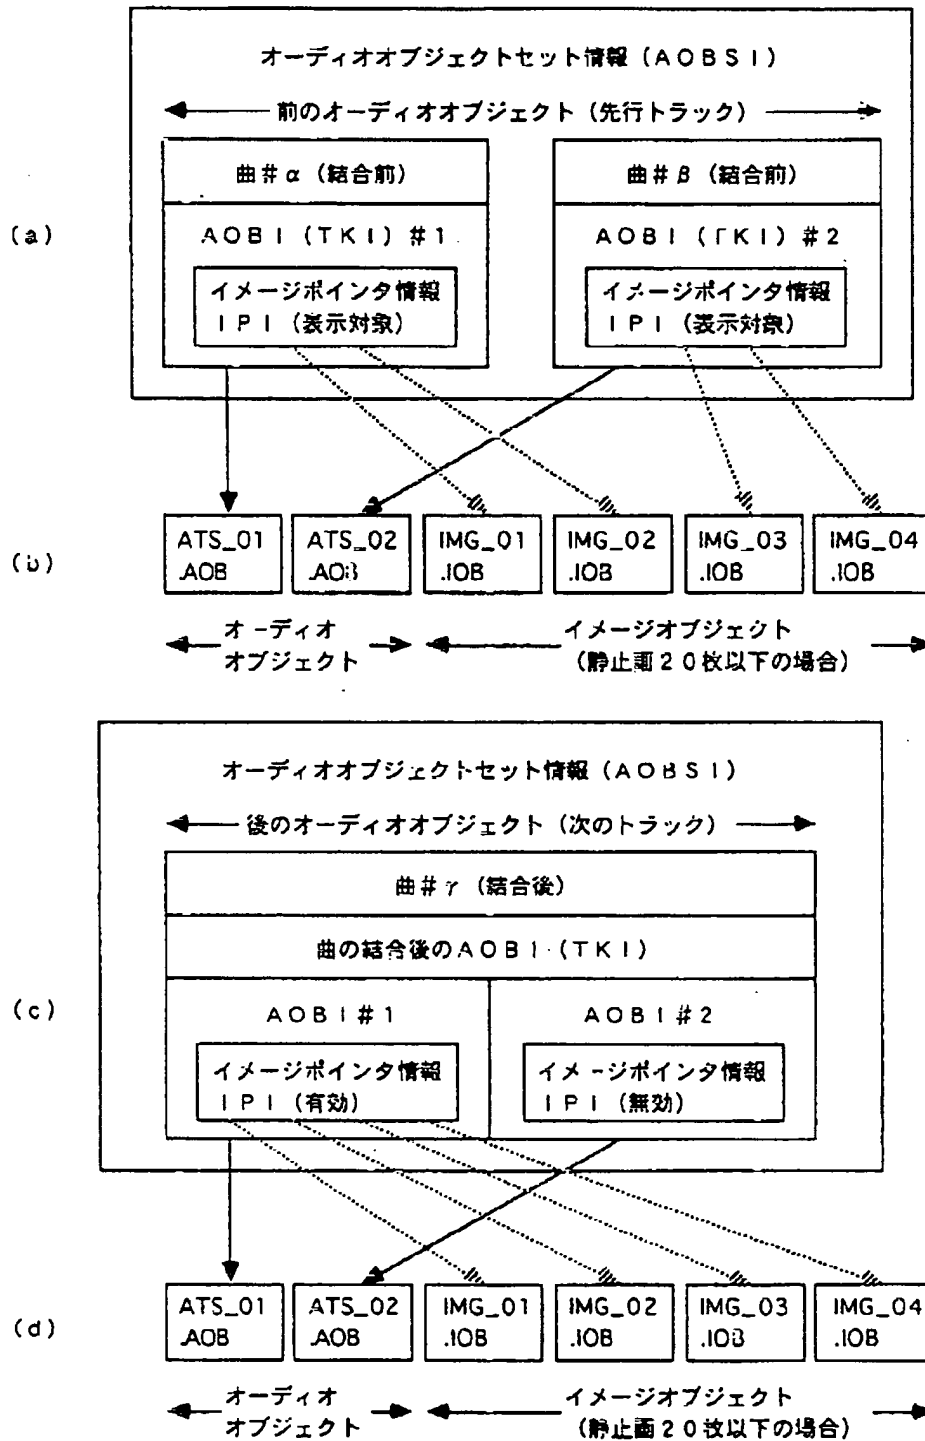 オーディオオブジェクトセット情報(AOBSI)
前のオーディオオブジェクト(先行トラック)
曲#α(結合前)
曲#β(結合前)
(a)
AOBI(TKI)#1
AOBI(TKI)#2
イメージポインタ情報
IPI(表示対象)
イメージポインタ情報
IPI(表示対象)
(b)
ATS_01
.AOB
ATS_02
.AOB
IMG_01
.IOB
IMG_02
.IOB
IMG_03
.IOB
IMG_04
.IOB
オーディオ
オブジェクト
イメージオブジェクト
(静止画20枚以下の場合)
オーディオオブジェクトセット情報(AOBSI)
後のオーディオオブジェクト(次のトラック)
曲#γ(結合後)
曲の結合後のAOBI(TKI)
(c)
AOBI#1
AOBI#2
イメージポインタ情報
IPI(有効)
イメージポインタ情報
IPI(無効)
(d)
ATS_01
.AOB
ATS_02
.AOB
IMG_01
.IOB
IMG_02
.IOB
IMG_03
.IOB
IMG_04
.IOB
オーディオ
オブジェクト
イメージオブジェクト
(静止画20枚以下の場合)